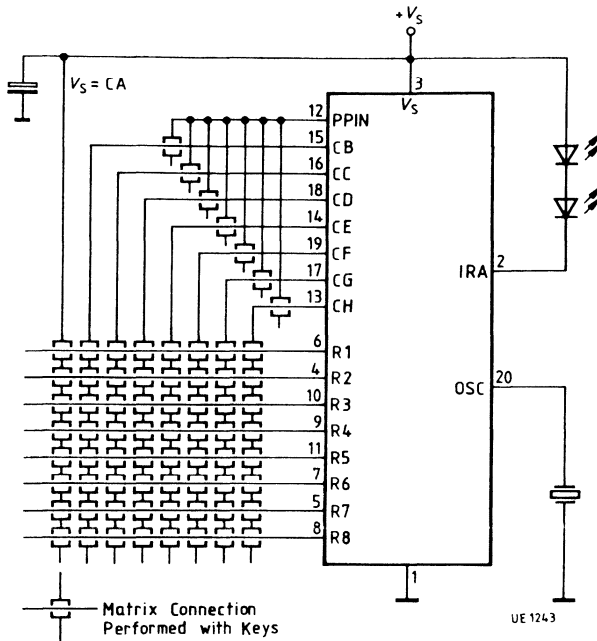 +VS
VS = CA
3
VS
12 PPIN
15 CB
16 CC
18 CD
14 CE
19 CF
17 CG
13 CH
2
IRA
6 R1
4 R2
10 R3
9 R4
11 R5
7 R6
5 R7
8 R8
20
OSC
1
Matrix Connection
Performed with Keys
UE 1243